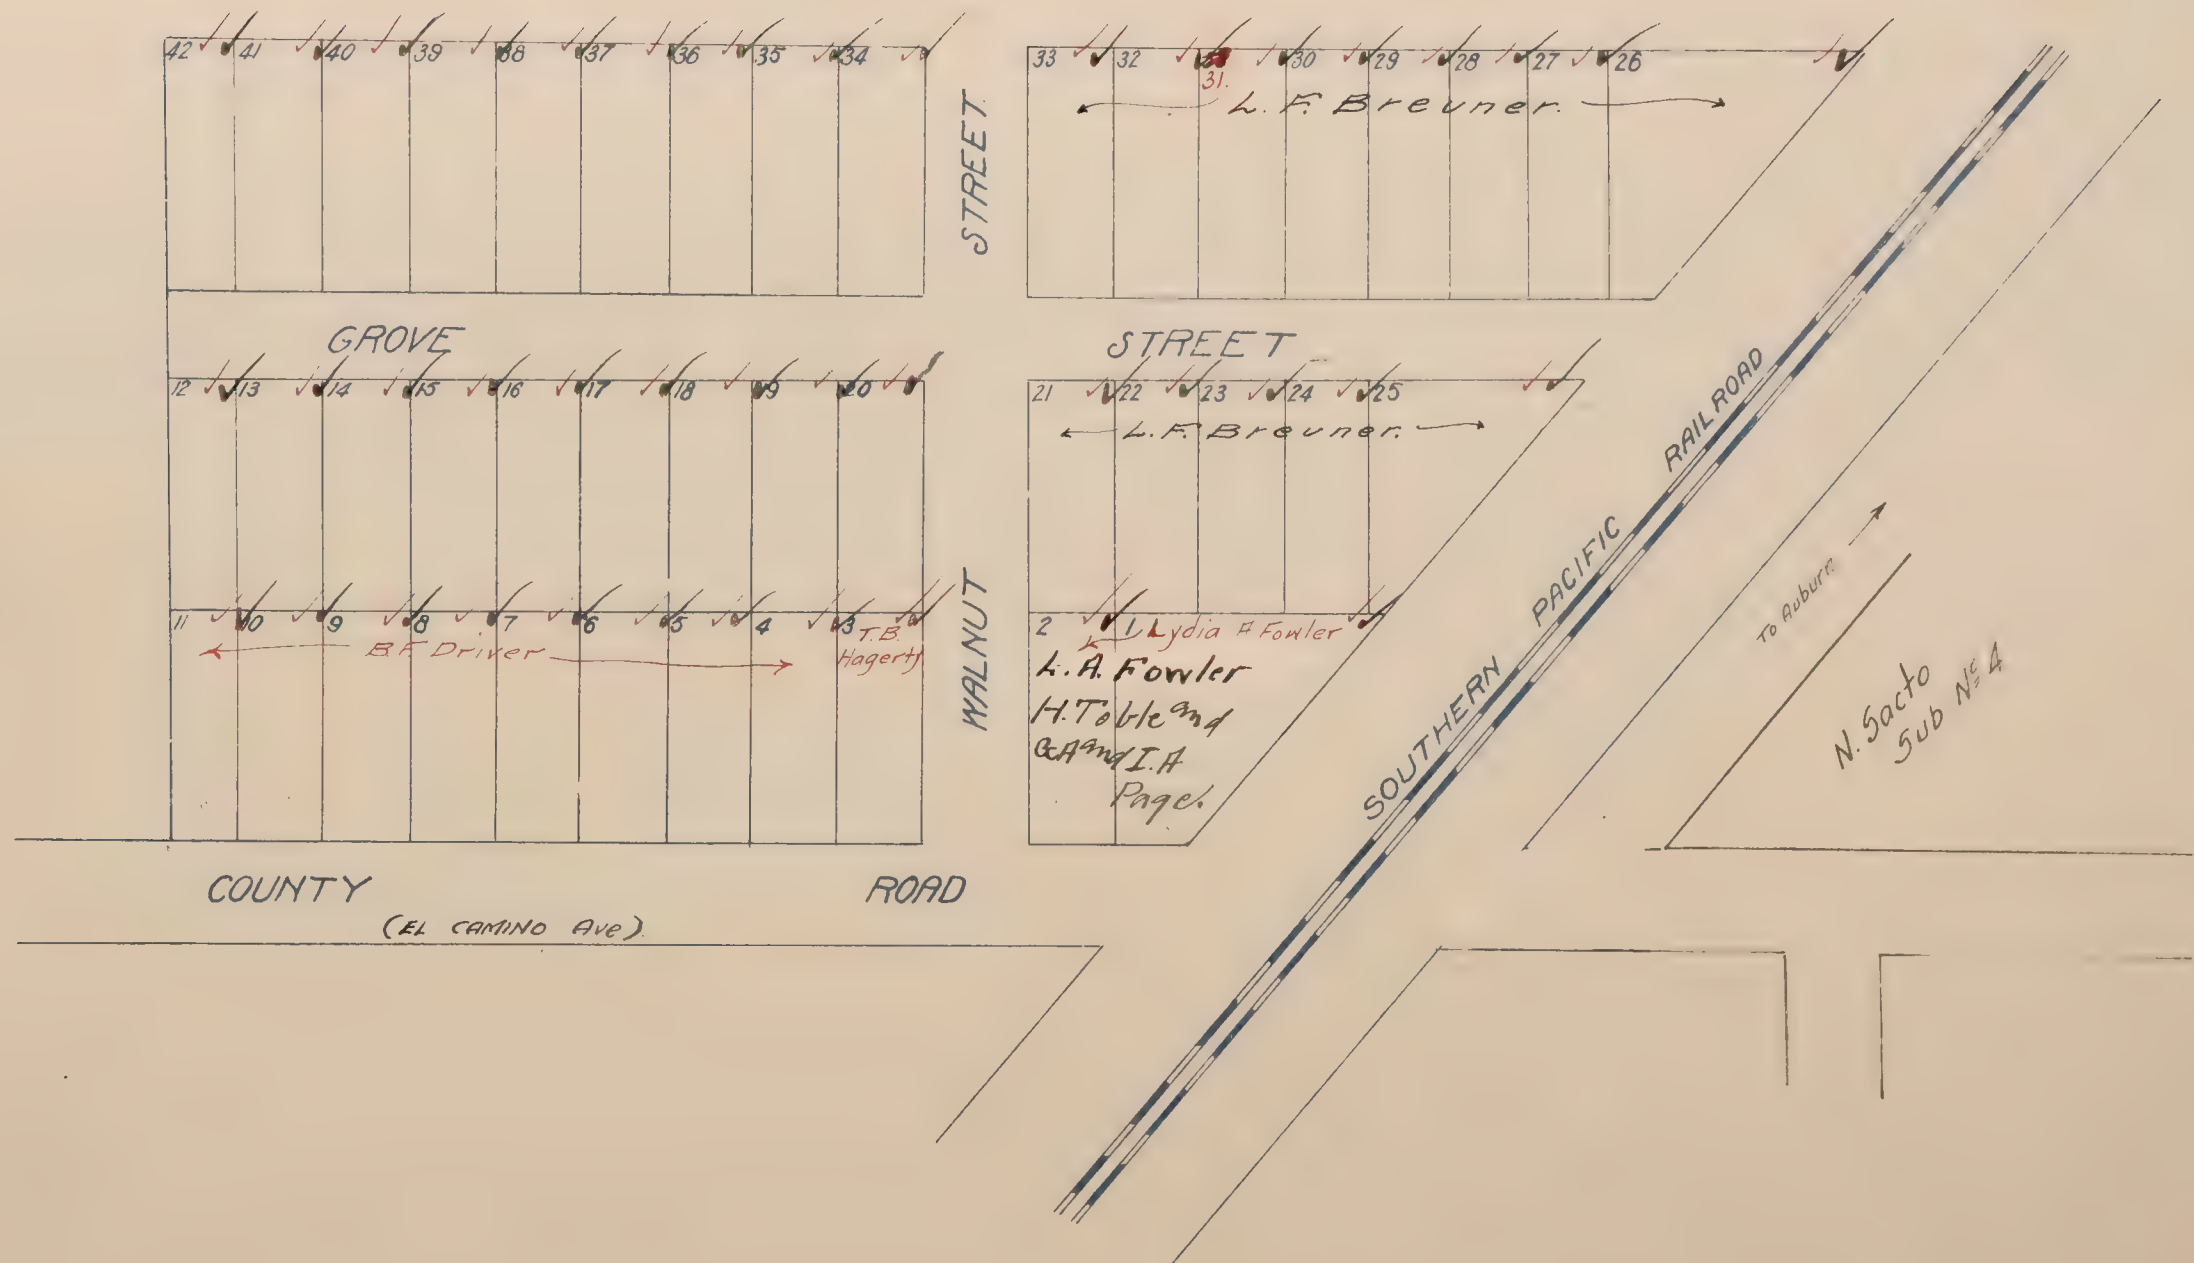 42 41 40 39 38 37 36 35 34
33 32 31. 30 29 28 27 26
L. F. Breuner.
STREET
GROVE STREET
12 13 14 15 16 17 18 19 20
21 22 23 24 25
L. F. Breuner.
11 10 9 8 7 6 5 4 3
B.F. Driver
T. B.
Hagerty
WALNUT
2 1 Lydia A Fowler
L. A. Fowler
H. Toble and
G.A and I. A
Page.
SOUTHERN PACIFIC RAILROAD
To Auburn
N. Sacto
Sub No 4
COUNTY ROAD
(EL CAMINO Ave)